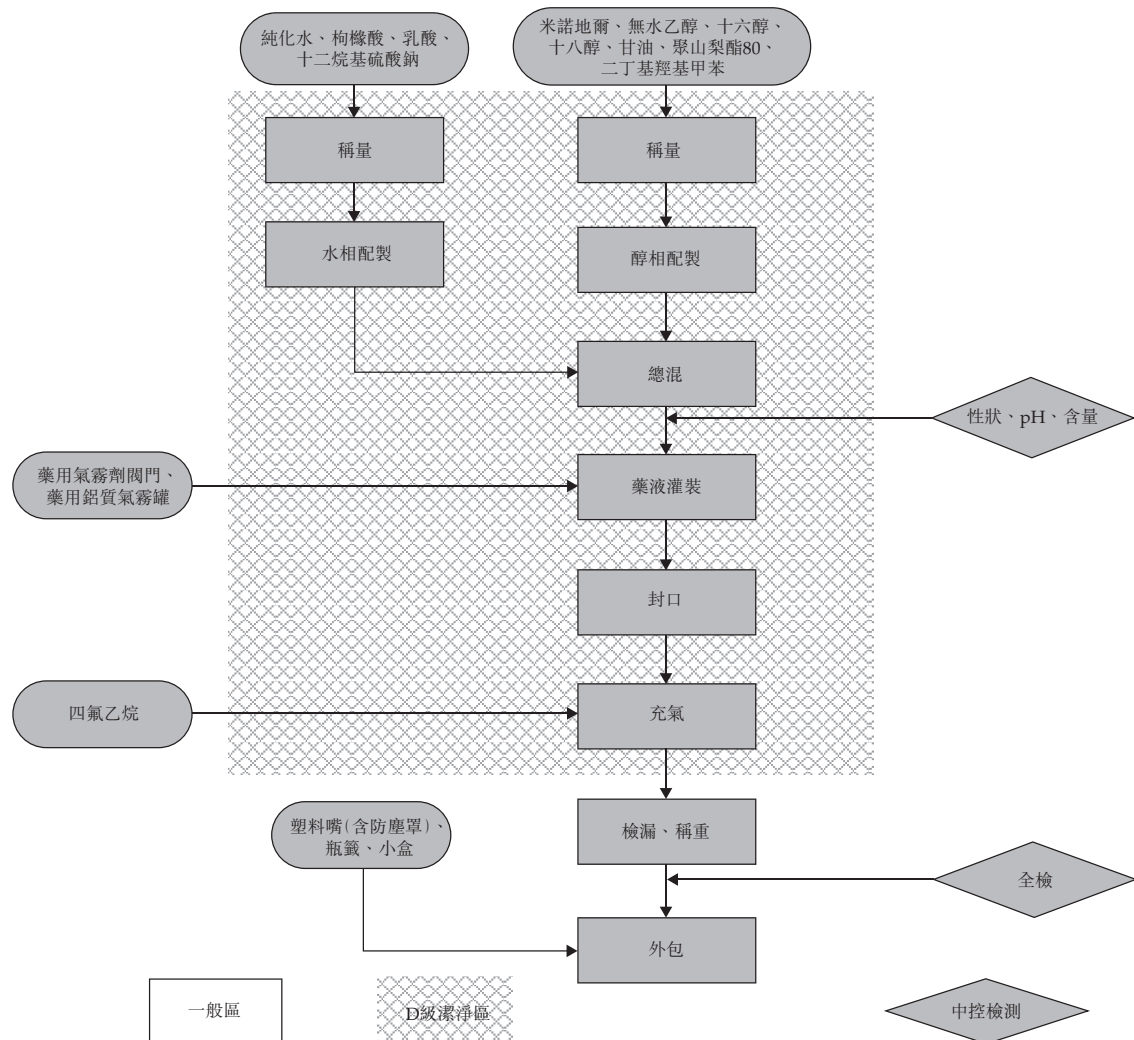 純化水、枸櫞酸、乳酸、
十二烷基硫酸鈉
米諾地爾、無水乙醇、十六醇、
十八醇、甘油、聚山梨酯80、
二丁基羥基甲苯
稱量
稱量
水相配製
醇相配製
總混
性狀、pH、含量
藥用氣霧劑閥門、
藥用鋁質氣霧罐
藥液灌裝
封口
四氟乙烷
充氣
塑料嘴(含防塵罩)、
瓶籤、小盒
檢漏、稱重
全檢
外包
一般區
D級潔淨區
中控檢測